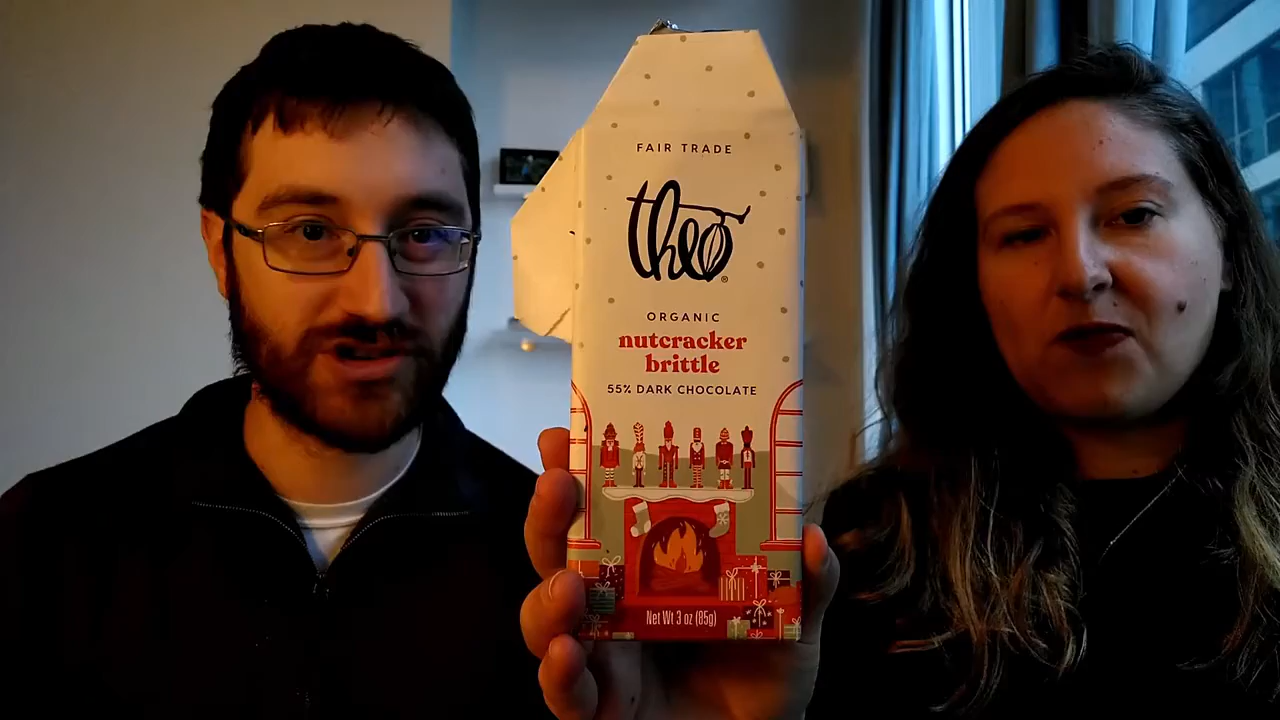 FAIR TRADE
theo®
ORGANIC
nutcracker
brittle
55% DARK CHOCOLATE
Net Wt 3 oz (85g)